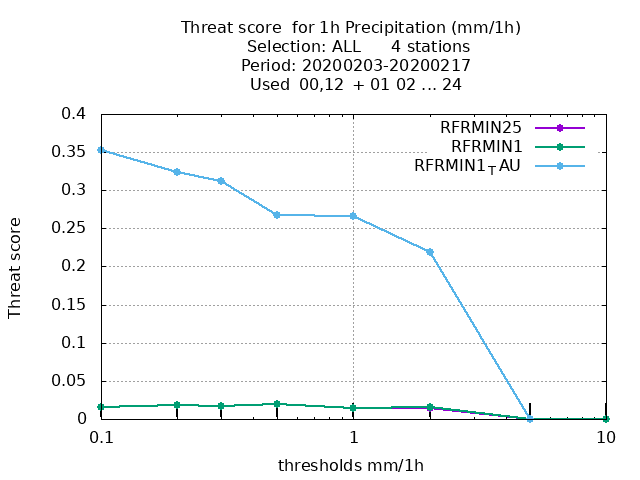 Threat score  for 1h Precipitation (mm/1h)
Selection: ALL      4 stations
Period: 20200203-20200217
Used  00,12  + 01 02 ... 24
RFRMIN25
RFRMIN1
RFRMIN1TAU
Threat score
0.4
0.35
0.3
0.25
0.2
0.15
0.1
0.05
0
0.1 1 10
thresholds mm/1h